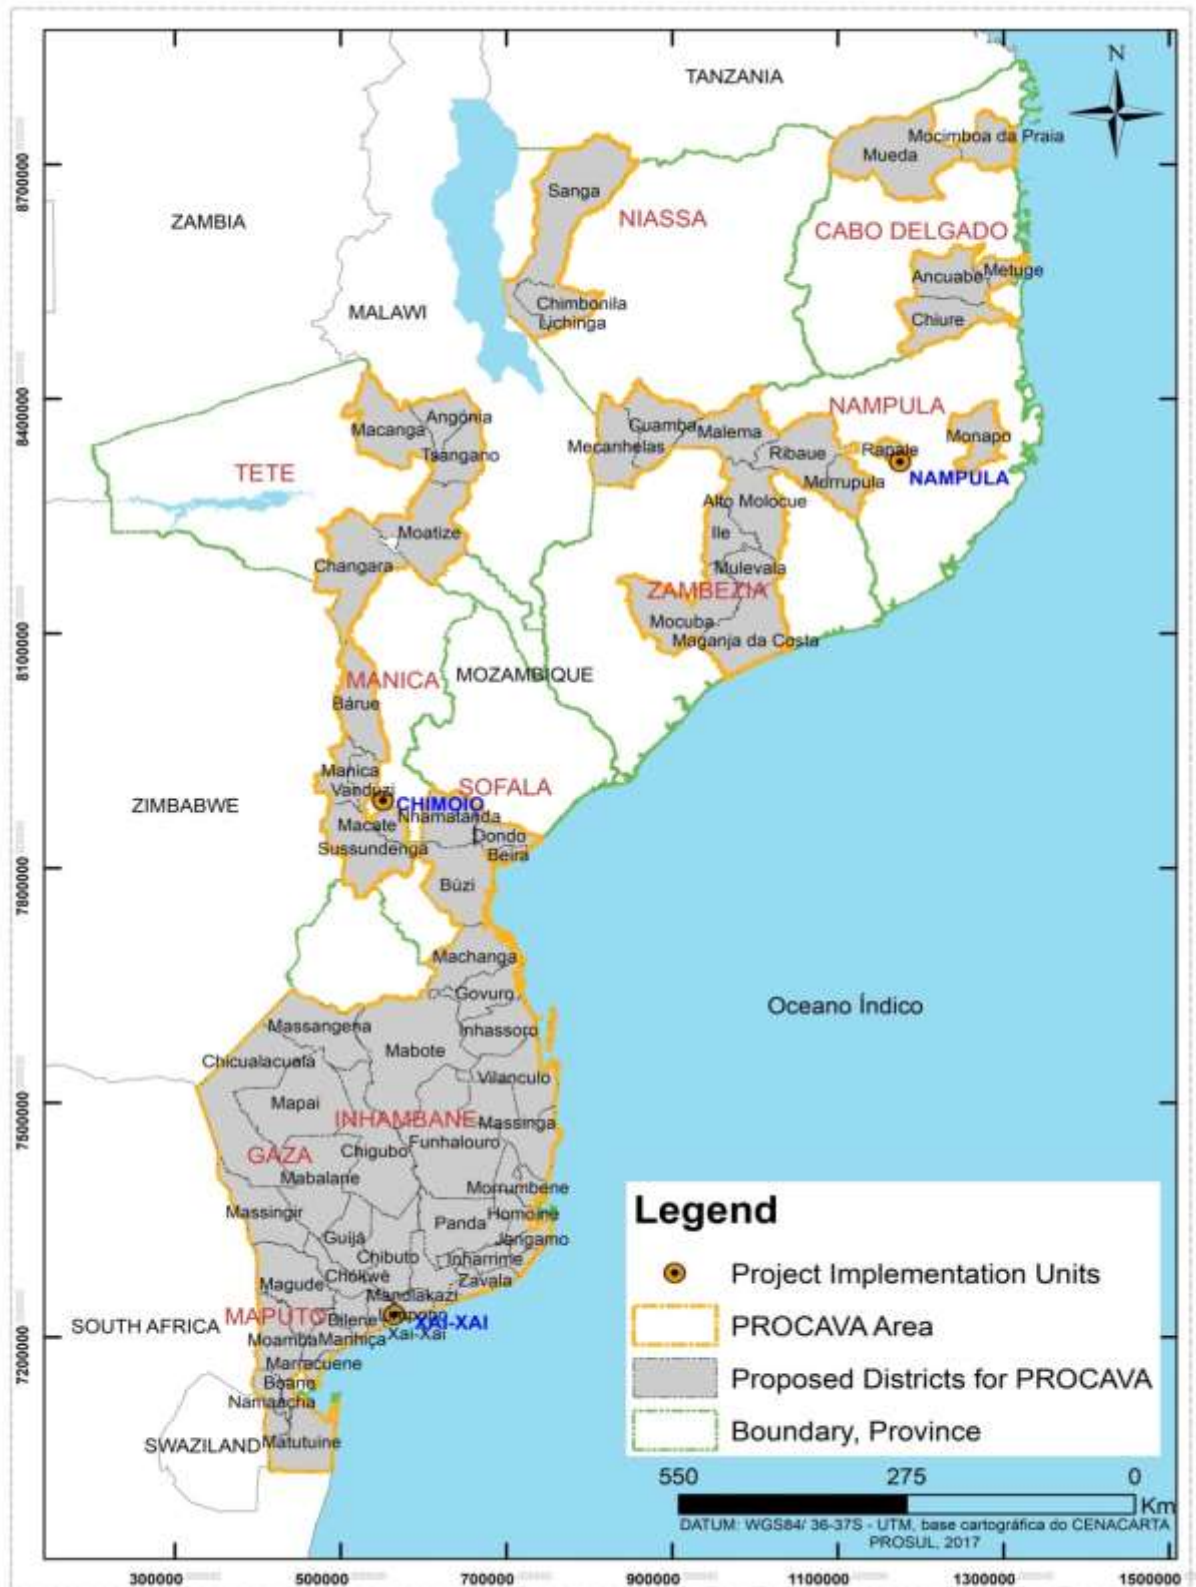 N
TANZANIA
Mocimboa da Praia
Mueda
Sanga
NIASSA
ZAMBIA
CABO DELGADO
Metuge
Ancuabe
Chimbonila
MALAWI
Lichinga
Chiure
NAMPULA
Angónia
Macanga
Cuamba
Malema
Monapo
Mecanhelas
Ribaue
Rapale
Tsangano
TETE
NAMPULA
Murrupula
Alto Molocue
Moatize
Ile
Changara
Mulevala
ZAMBEZIA
Mocuba
Maganja da Costa
MOZAMBIQUE
MANICA
Bárue
Manica
SOFALA
Vanduzi
ZIMBABWE
CHIMOIO
Nhamatanda
Macate
Dondo
Sussundenga
Beira
Búzi
Machanga
Govuro
Oceano Índico
Massangena
Inhassoro
Mabote
Chicualacuala
Vilanculo
Mapai
INHAMBANE
Massinga
Funhalouro
Chigubo
GAZA
Mabalane
Morrumbene
Massingir
Homoine
Panda
Guijá
Jangamo
Chibuto
Inharrime
Chókwè
Zavala
Magude
Mandlakazi
Limpopo
MAPUTO
Bilene
XAI-XAI
SOUTH AFRICA
Xai-Xai
Moamba
Manhiça
Marracuene
Boane
Namaacha
SWAZILAND
Matutuine
Legend
Project Implementation Units
PROCAVA Area
Proposed Districts for PROCAVA
Boundary, Province
550 275 0
Km
DATUM: WGS84/ 36-37S - UTM, base cartográfica do CENACARTA
PROSUL, 2017
8700000
8400000
8100000
7800000
7500000
7200000
300000 500000 700000 900000 1100000 1300000 1500000